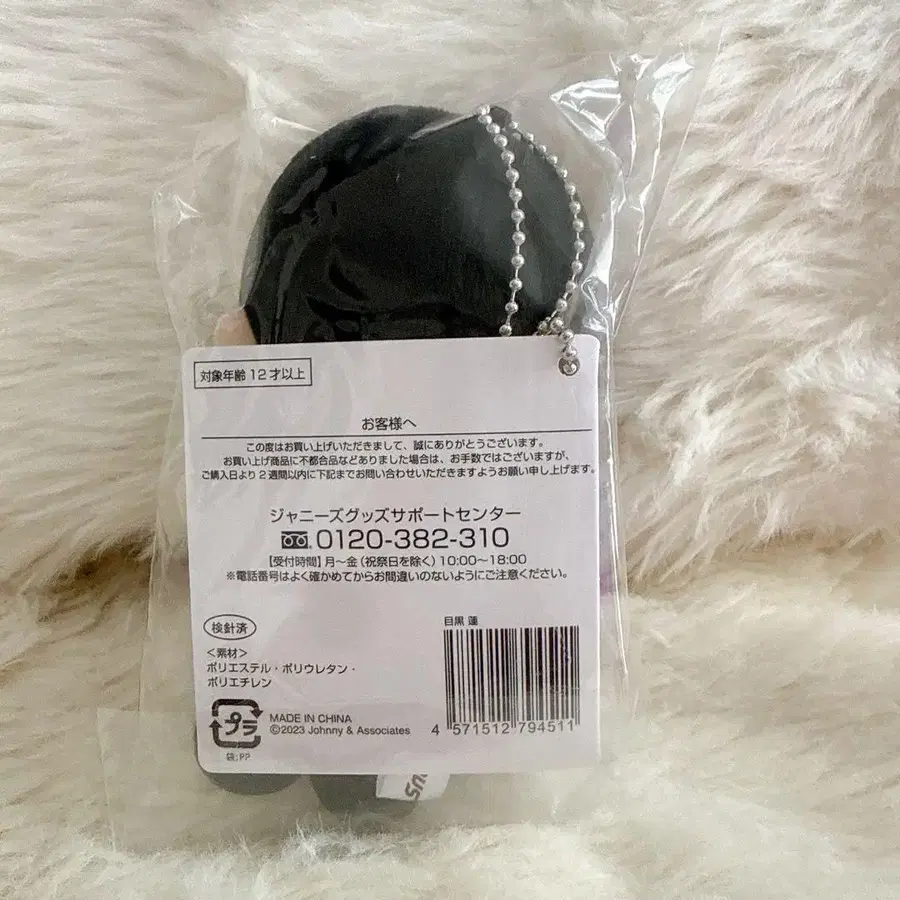 対象年齢 12才以上
お客様へ
この度はお買い上げいただきまして、誠にありがとうございます。
お買い上げ商品に不都合品などありました場合は、お手数ではございますが、
ご購入日より2週間以内に下記までお問い合わせいただきますようお願い申し上げます。
ジャニーズグッズサポートセンター
0120-382-310
【受付時間】月〜金（祝祭日を除く）10:00〜18:00
※電話番号はよく確かめてからお間違いのないようにご注意ください。
検針済
<素材>
ポリエステル・ポリウレタン・
ポリエチレン
プラ
袋:PP
MADE IN CHINA
©2023 Johnny & Associates
目黒 蓮
4 571512 794511